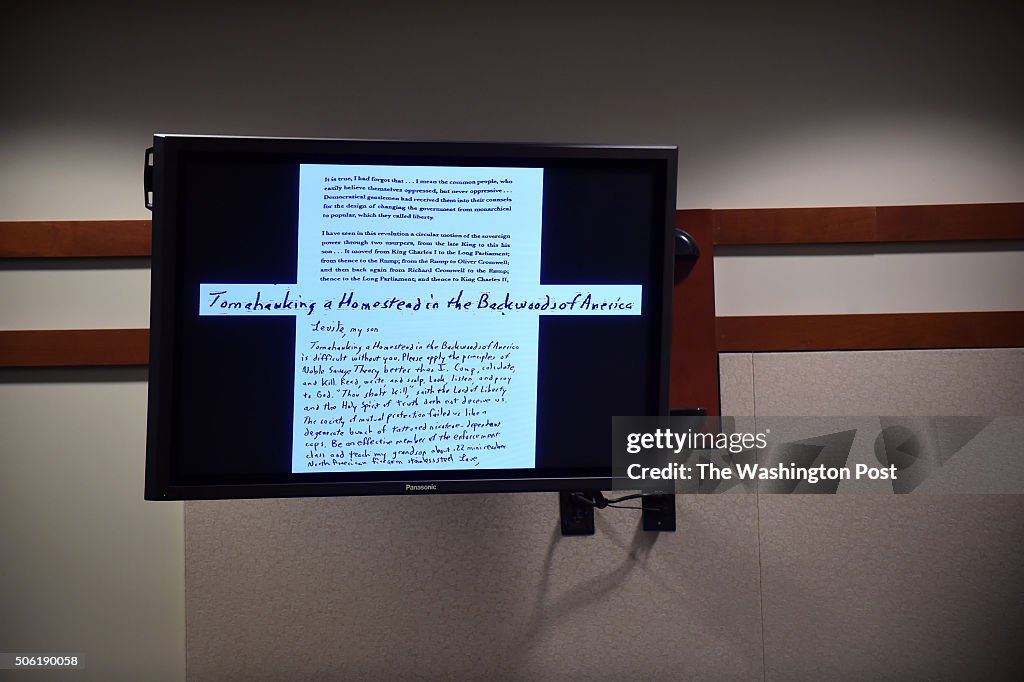 It is true, I had forgot that . . . I mean the common people, who
easily believe themselves oppressed, but never oppressive . . .
Democratical gentlemen had received them into their counsels
for the design of changing the government from monarchical
to popular, which they called liberty.
I have seen in this revolution a circular motion of the sovereign
power through two usurpers, from the late King to this his
son . . . It moved from King Charles I to the Long Parliament;
from thence to the Rump; from the Rump to Oliver Cromwell;
and then back again from Richard Cromwell to the Rump;
thence to the Long Parliament; and thence to King Charles II,
Tomahawking a Homestead in the Backwoods of America
my son
Tomahawking a Homestead in the Backwoods of America
is difficult without you. Please apply the principles of
Noble Savage Theory better than I. Comp, calculate,
and kill. Read, write, and scalp. Look, listen, and pray
to God. "Thou shalt kill," saith the Lord of Liberty
and the Holy Spirit of truth doth not deceive us.
The society of mutual protection failed us like a
degenerate bunch of tattooed nicotene-dependent
cops. Be an effective member of the enforcement
class and teach my grandson about .22 mini revolver
North American firearm stainless steel. Love,
Panasonic
gettyimages®
Credit: The Washington Post
506190058